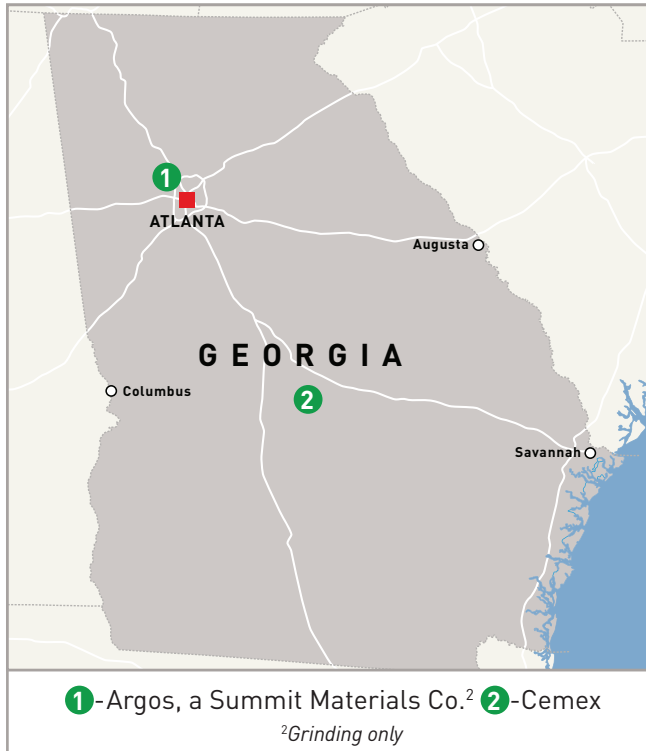 1
ATLANTA
Augusta
GEORGIA
Columbus
2
Savannah
1-Argos, a Summit Materials Co.² 2-Cemex
²Grinding only